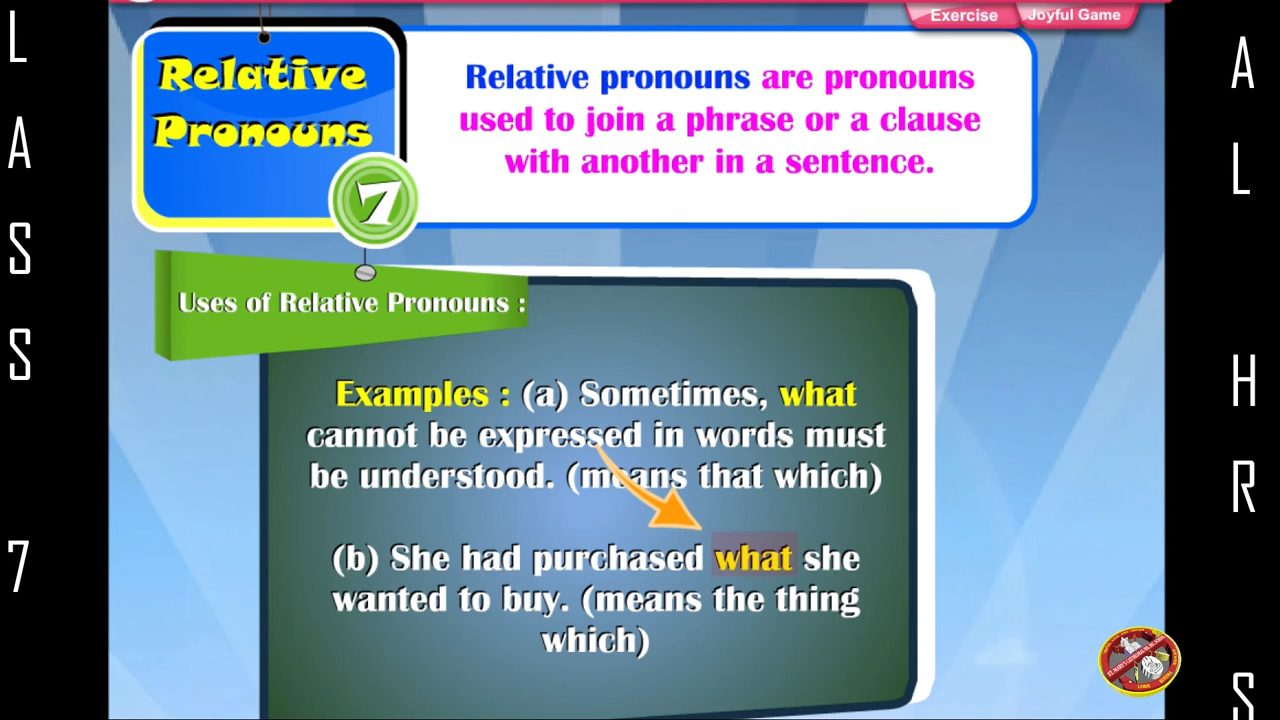 Exercise
Joyful Game
Relative
Pronouns
7
Relative pronouns are pronouns
used to join a phrase or a clause
with another in a sentence.
Uses of Relative Pronouns :
Examples : (a) Sometimes, what
cannot be expressed in words must
be understood. (means that which)
(b) She had purchased what she
wanted to buy. (means the thing
which)
L
A
S
S
7
A
L
H
R
S